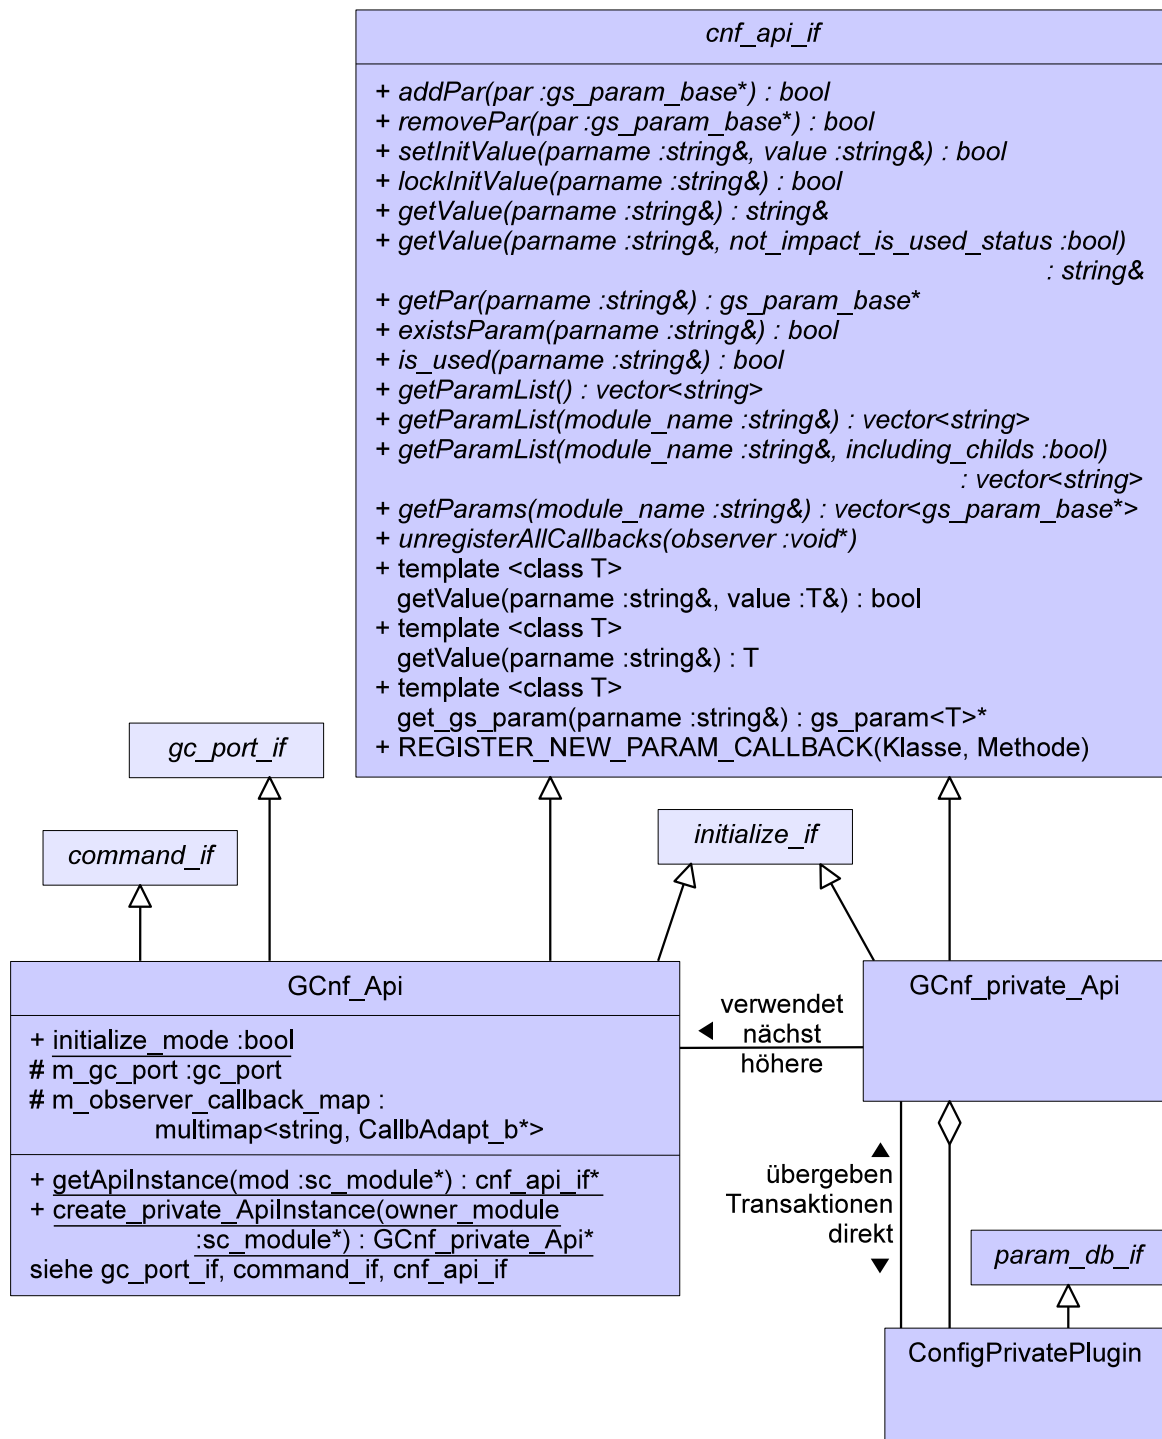 cnf_api_if
+ addPar(par :gs_param_base*) : bool
+ removePar(par :gs_param_base*) : bool
+ setInitValue(parname :string&, value :string&) : bool
+ lockInitValue(parname :string&) : bool
+ getValue(parname :string&) : string&
+ getValue(parname :string&, not_impact_is_used_status :bool)
: string&
+ getPar(parname :string&) : gs_param_base*
+ existsParam(parname :string&) : bool
+ is_used(parname :string&) : bool
+ getParamList() : vector<string>
+ getParamList(module_name :string&) : vector<string>
+ getParamList(module_name :string&, including_childs :bool)
: vector<string>
+ getParams(module_name :string&) : vector<gs_param_base*>
+ unregisterAllCallbacks(observer :void*)
+ template <class T>
getValue(parname :string&, value :T&) : bool
+ template <class T>
getValue(parname :string&) : T
+ template <class T>
get_gs_param(parname :string&) : gs_param<T>*
+ REGISTER_NEW_PARAM_CALLBACK(Klasse, Methode)
gc_port_if
command_if
initialize_if
GCnf_Api
+ initialize_mode :bool
# m_gc_port :gc_port
# m_observer_callback_map :
multimap<string, CallbAdapt_b*>
+ getApiInstance(mod :sc_module*) : cnf_api_if*
+ create_private_ApiInstance(owner_module
:sc_module*) : GCnf_private_Api*
siehe gc_port_if, command_if, cnf_api_if
verwendet
nächst
höhere
GCnf_private_Api
übergeben
Transaktionen
direkt
param_db_if
ConfigPrivatePlugin